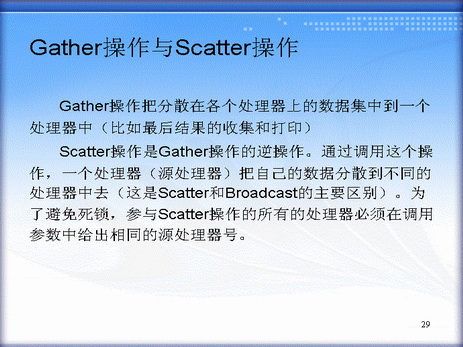 Gather操作与Scatter操作
Gather操作把分散在各个处理器上的数据集中到一个
处理器中（比如最后结果的收集和打印）
Scatter操作是Gather操作的逆操作。通过调用这个操
作，一个处理器（源处理器）把自己的数据分散到不同的
处理器中去（这是Scatter和Broadcast的主要区别）。为
了避免死锁，参与Scatter操作的所有的处理器必须在调用
参数中给出相同的源处理器号。
29